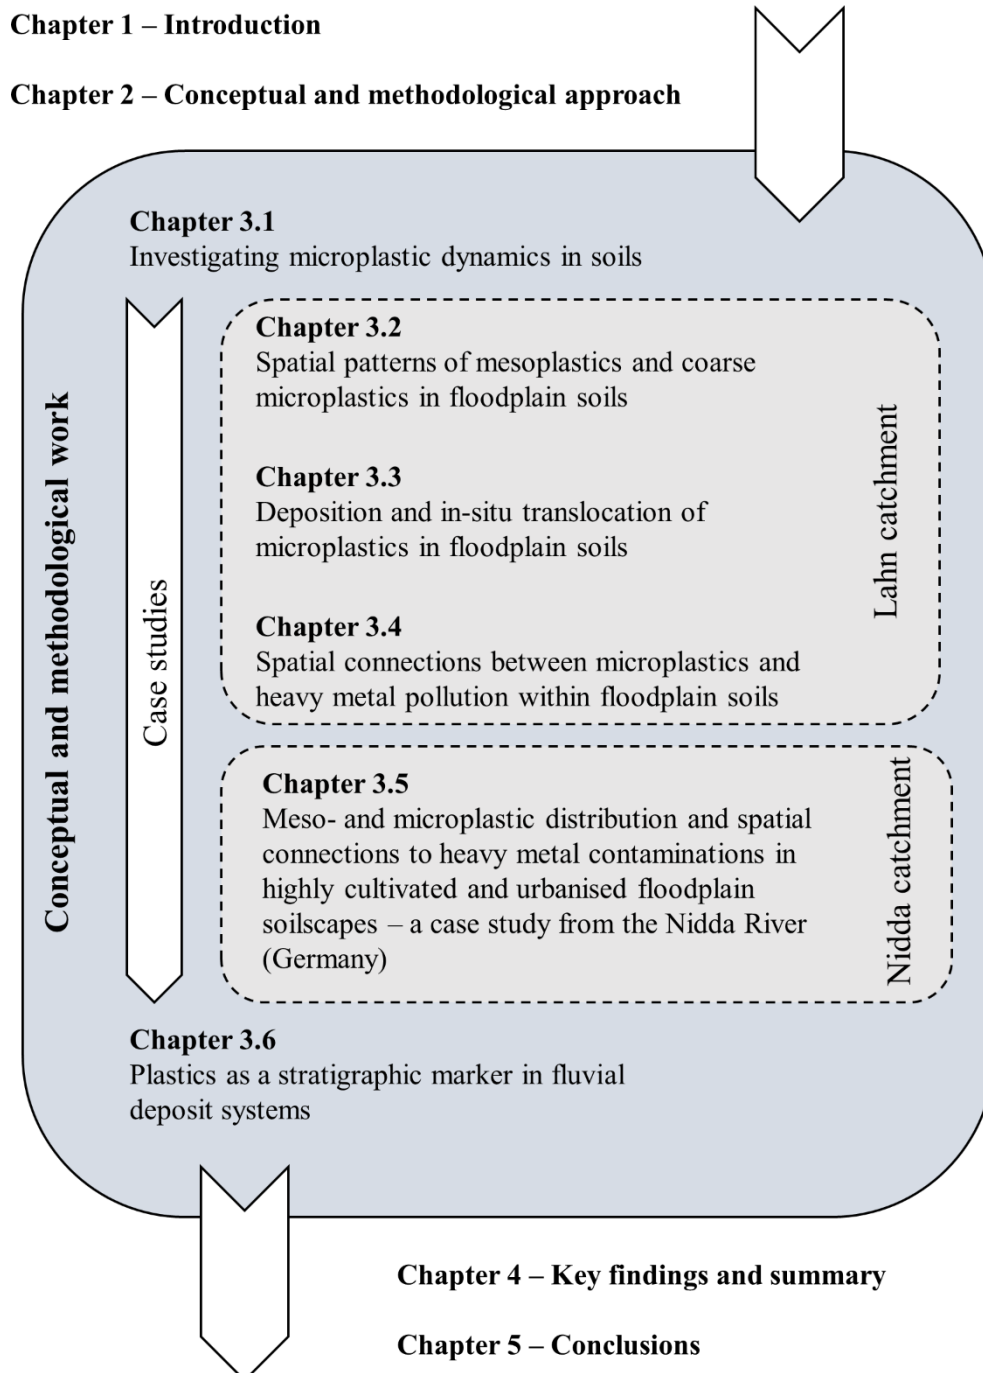 Chapter 1 – Introduction
Chapter 2 – Conceptual and methodological approach
Conceptual and methodological work
Chapter 3.1
Investigating microplastic dynamics in soils
Case studies
Chapter 3.2
Spatial patterns of mesoplastics and coarse
microplastics in floodplain soils
Chapter 3.3
Deposition and in-situ translocation of
microplastics in floodplain soils
Chapter 3.4
Spatial connections between microplastics and
heavy metal pollution within floodplain soils
Lahn catchment
Chapter 3.5
Meso- and microplastic distribution and spatial
connections to heavy metal contaminations in
highly cultivated and urbanised floodplain
soilscapes – a case study from the Nidda River
(Germany)
Nidda catchment
Chapter 3.6
Plastics as a stratigraphic marker in fluvial
deposit systems
Chapter 4 – Key findings and summary
Chapter 5 – Conclusions